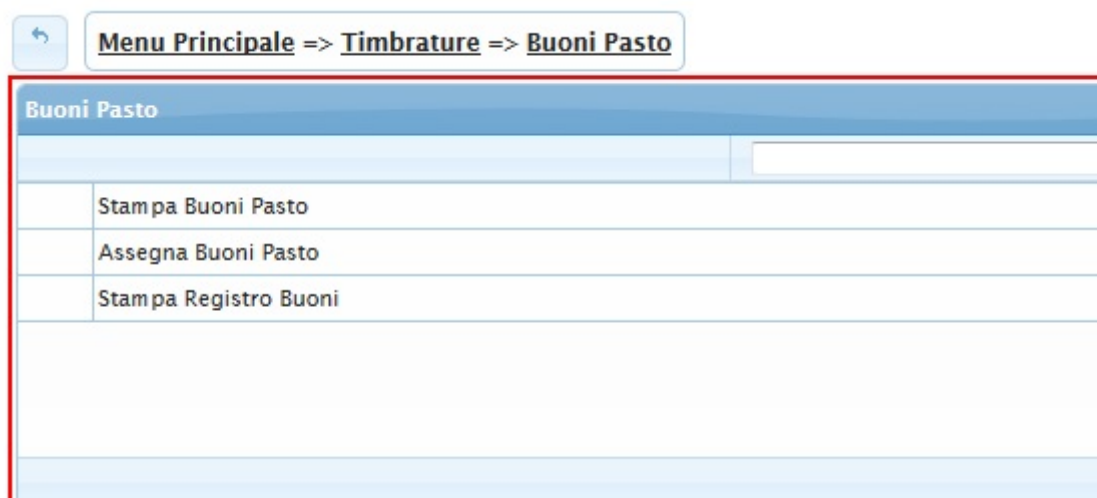 Menu Principale => Timbrature => Buoni Pasto
Buoni Pasto
Stampa Buoni Pasto
Assegna Buoni Pasto
Stampa Registro Buoni